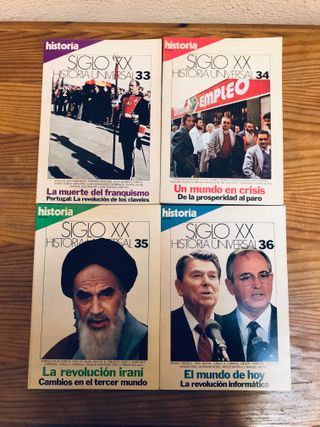 historia
SIGLO XX
HISTORIA UNIVERSAL 33
La muerte del franquismo
Portugal: La revolución de los claveles
historia
SIGLO XX
HISTORIA UNIVERSAL 34
EMPLEO
Un mundo en crisis
De la prosperidad al paro
historia
SIGLO XX
HISTORIA UNIVERSAL 35
La revolución iraní
Cambios en el tercer mundo
historia
SIGLO XX
HISTORIA UNIVERSAL 36
El mundo de hoy
La revolución informática